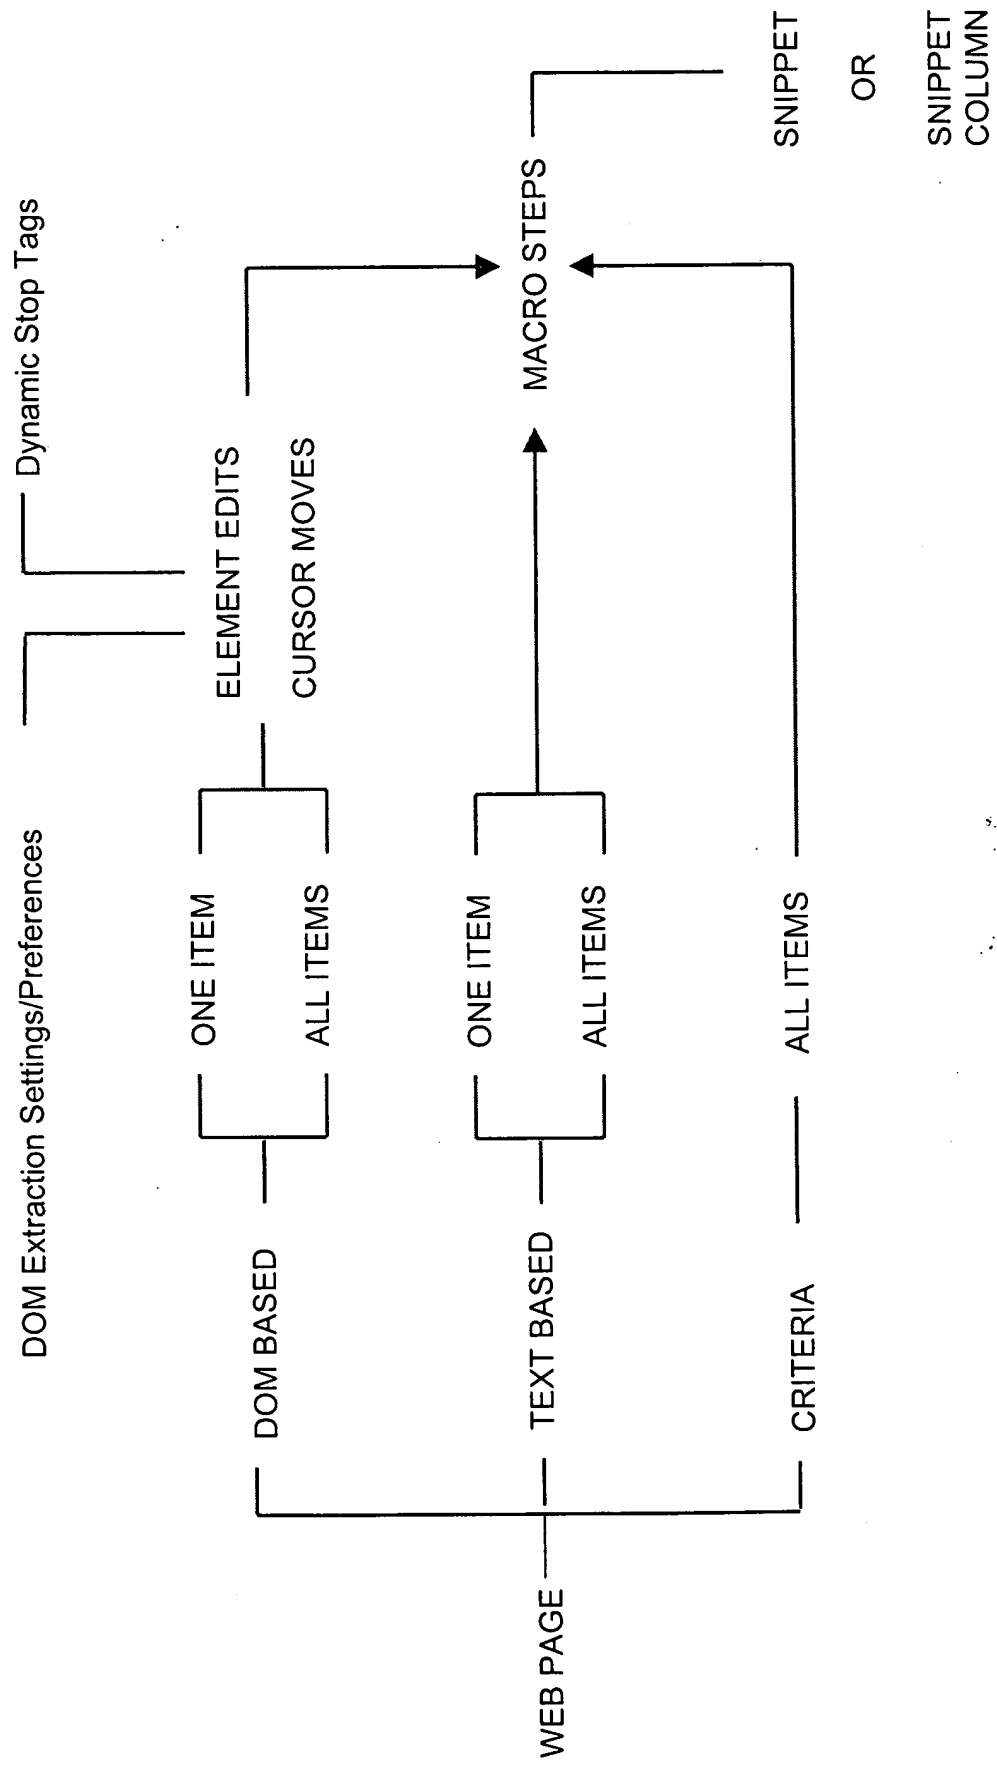 DOM Extraction Settings/Preferences
Dynamic Stop Tags
WEB PAGE
DOM BASED
ONE ITEM
ALL ITEMS
ELEMENT EDITS
CURSOR MOVES
TEXT BASED
ONE ITEM
ALL ITEMS
MACRO STEPS
CRITERIA
ALL ITEMS
SNIPPET
OR
SNIPPET
COLUMN